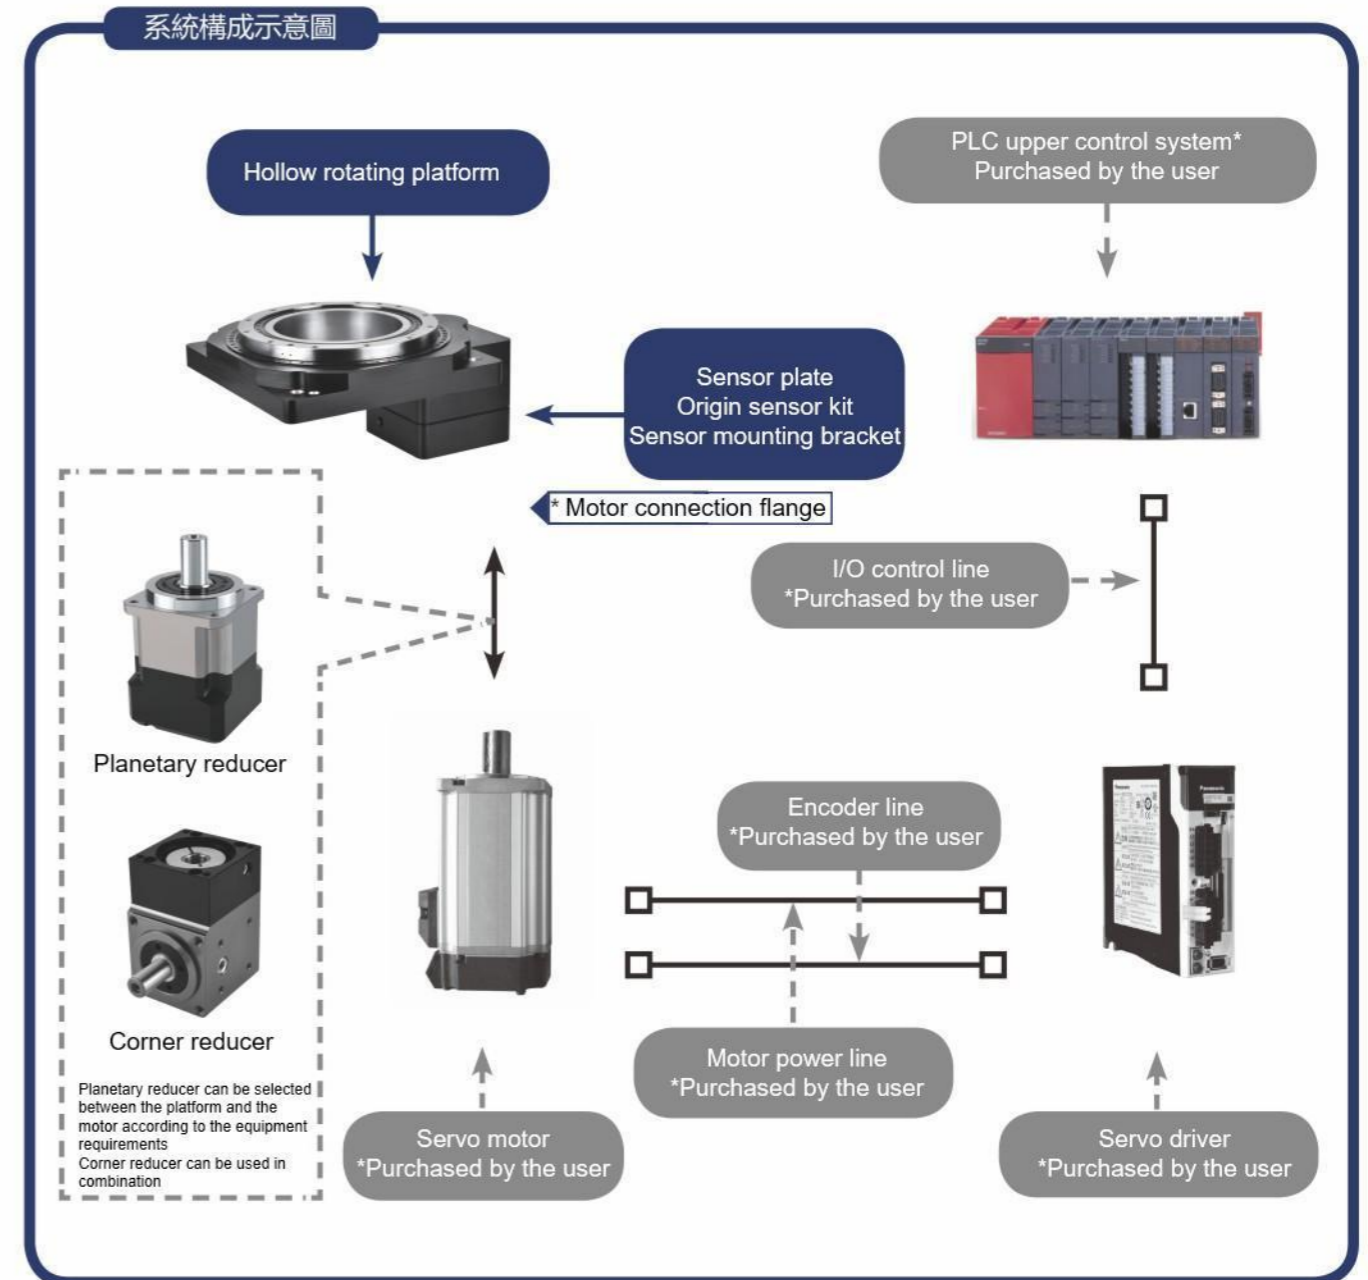 系統構成示意圖
Hollow rotating platform
PLC upper control system*
Purchased by the user
Sensor plate
Origin sensor kit
Sensor mounting bracket
* Motor connection flange
I/O control line
*Purchased by the user
Planetary reducer
Encoder line
*Purchased by the user
Panasonic
Panasonic
Corner reducer
Motor power line
*Purchased by the user
Planetary reducer can be selected
between the platform and the
motor according to the equipment
requirements
Corner reducer can be used in
combination
Servo motor
*Purchased by the user
Servo driver
*Purchased by the user